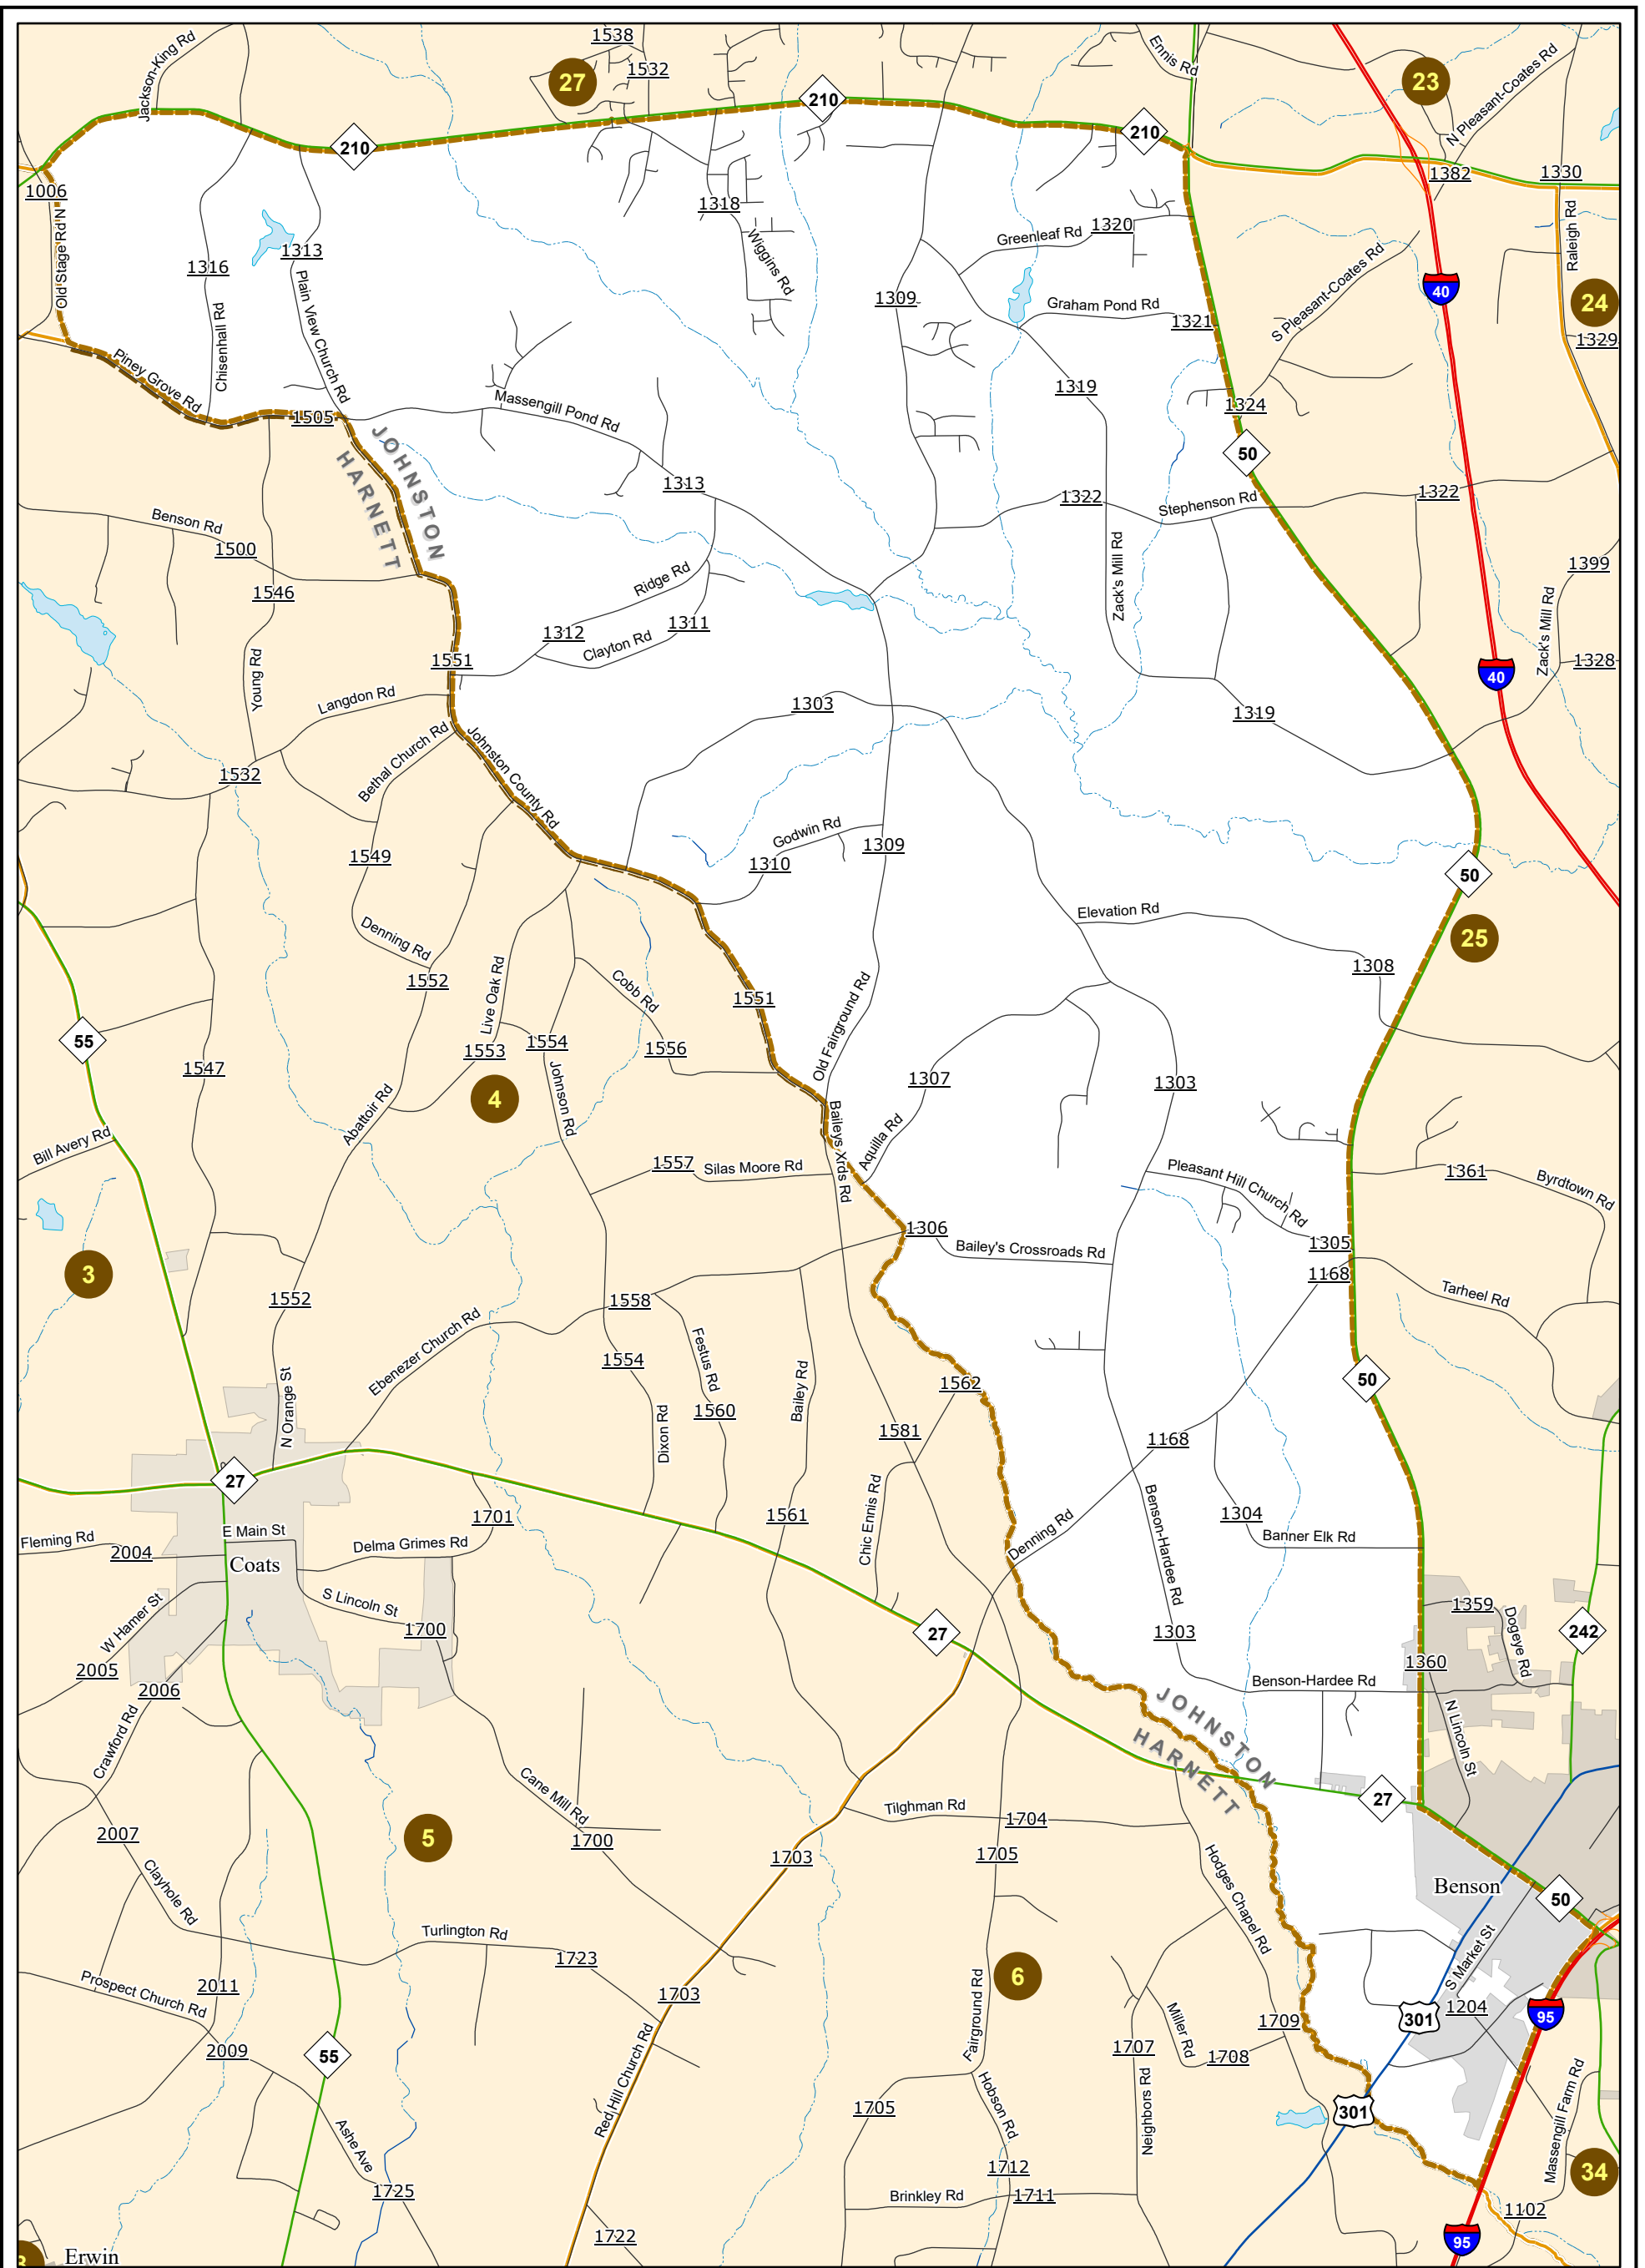 1538
Jackson-King Rd
27
1532
Ennis Rd
23
N Pleasant-Coates Rd
210
210
210
1382
1330
1006
1318
1320
Greenleaf Rd
Raleigh Rd
Old Stage Rd N
1316
1313
Wiggins Rd
1309
Graham Pond Rd
1321
S Pleasant-Coates Rd
40
24
1329
Chisenhall Rd
Plain View Church Rd
Piney Grove Rd
1505
Massengill Pond Rd
1319
1324
50
JOHNSTON
HARNETT
1313
1322
Stephenson Rd
1322
Benson Rd
1500
1546
Ridge Rd
Zack's Mill Rd
1399
Zack's Mill Rd
1312
Clayton Rd
1311
1551
1328
40
Young Rd
Langdon Rd
1303
1319
Bethal Church Rd
Johnston County Rd
1532
1549
Godwin Rd
1310
1309
50
Denning Rd
Elevation Rd
25
1552
Live Oak Rd
Cobb Rd
1308
1551
Old Fairground Rd
55
1553
1554
1556
1547
4
Johnson Rd
1307
1303
Abattoir Rd
Bill Avery Rd
Baileys Xrds Rd
Aquilla Rd
1557
Silas Moore Rd
Pleasant Hill Church Rd
1361
Byrdtown Rd
1306
Bailey's Crossroads Rd
1305
3
1168
Tarheel Rd
1552
1558
Ebenezer Church Rd
Festus Rd
1554
1562
50
N Orange St
Bailey Rd
1560
Dixon Rd
1581
1168
27
Chic Ennis Rd
1701
1561
Benson-Hardee Rd
1304
Denning Rd
Banner Elk Rd
Fleming Rd
E Main St
2004
Delma Grimes Rd
Coats
W Hamer St
S Lincoln St
1700
1359
Dogeye Rd
27
1303
242
2005
1360
2006
Benson-Hardee Rd
Crawford Rd
JOHNSTON
HARNETT
N Lincoln St
Cane Mill Rd
27
Tilghman Rd
1704
2007
5
1700
1703
1705
Clayhole Rd
Hodges Chapel Rd
Benson
50
Turlington Rd
1723
S Market St
Prospect Church Rd
2011
1703
6
1204
95
301
Fairground Rd
Miller Rd
1709
2009
55
Red Hill Church Rd
1707
1708
Massengill Farm Rd
Hobson Rd
Neighbors Rd
1705
301
Ashe Ave
1712
34
1725
Brinkley Rd
1711
1102
1722
95
Erwin